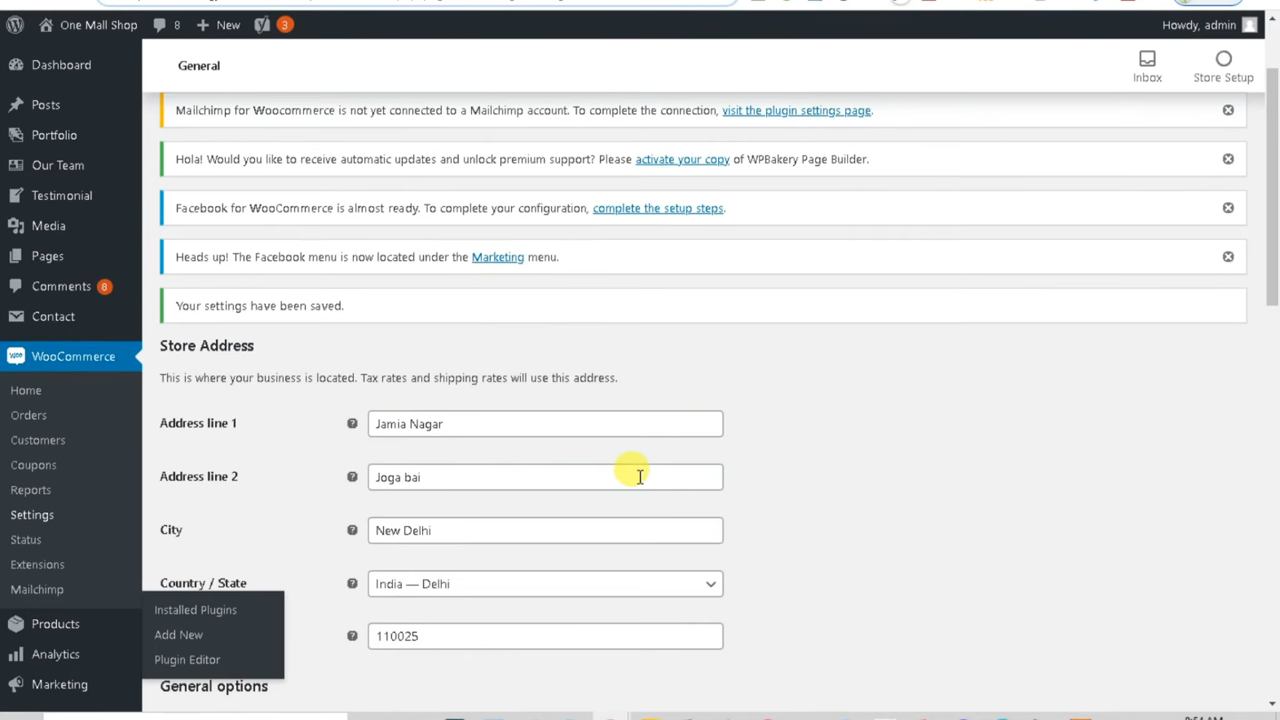 One Mall Shop
8
New
3
Howdy, admin
General
Inbox
Store Setup
Dashboard
Posts
Portfolio
Our Team
Testimonial
Media
Pages
Comments 8
Contact
WooCommerce
Home
Orders
Customers
Coupons
Reports
Settings
Status
Extensions
Mailchimp
Products
Analytics
Marketing
Installed Plugins
Add New
Plugin Editor
Mailchimp for Woocommerce is not yet connected to a Mailchimp account. To complete the connection, visit the plugin settings page.
Hola! Would you like to receive automatic updates and unlock premium support? Please activate your copy of WPBakery Page Builder.
Facebook for WooCommerce is almost ready. To complete your configuration, complete the setup steps.
Heads up! The Facebook menu is now located under the Marketing menu.
Your settings have been saved.
Store Address
This is where your business is located. Tax rates and shipping rates will use this address.
Address line 1
Jamia Nagar
Address line 2
Joga bai
City
New Delhi
Country / State
India — Delhi
110025
General options